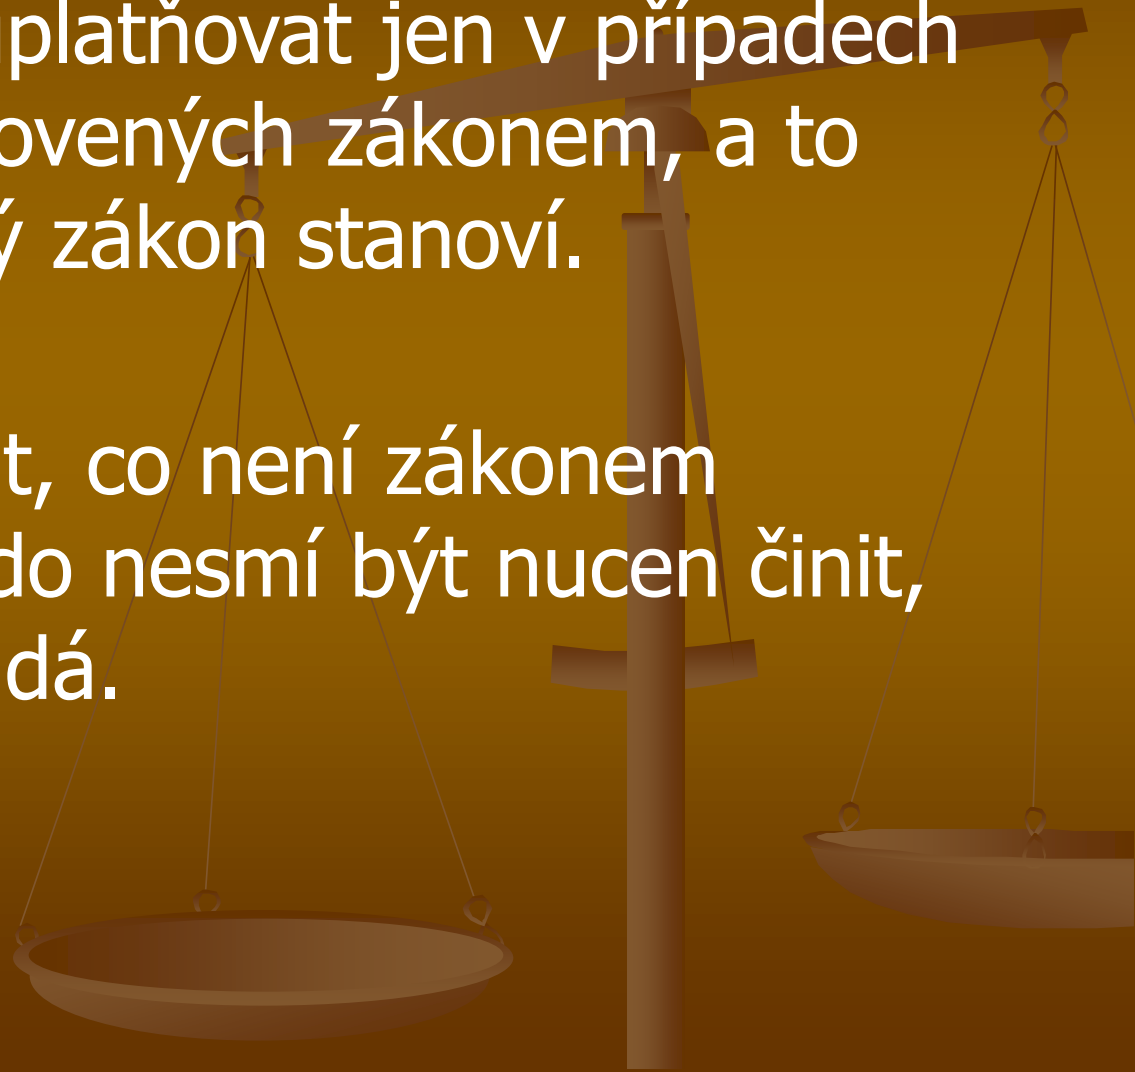 platňovat jen v případech
ovených zákonem, a to
ý zákon stanoví.
t, co není zákonem
do nesmí být nucen činit,
dá.